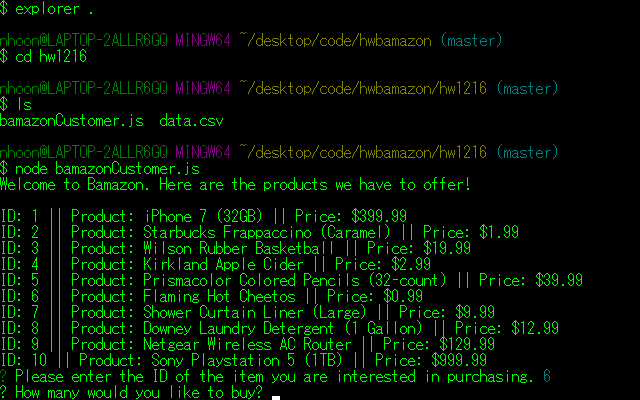 $ explorer .
nhoon@LAPTOP-2ALLR6GQ MINGW64 ~/desktop/code/hwbamazon (master)
$ cd hw1216
nhoon@LAPTOP-2ALLR6GQ MINGW64 ~/desktop/code/hwbamazon/hw1216 (master)
$ ls
bamazonCustomer.js  data.csv
nhoon@LAPTOP-2ALLR6GQ MINGW64 ~/desktop/code/hwbamazon/hw1216 (master)
$ node bamazonCustomer.js
Welcome to Bamazon. Here are the products we have to offer!
ID: 1 || Product: iPhone 7 (32GB) || Price: $399.99
ID: 2 || Product: Starbucks Frappaccino (Caramel) || Price: $1.99
ID: 3 || Product: Wilson Rubber Basketball || Price: $19.99
ID: 4 || Product: Kirkland Apple Cider || Price: $2.99
ID: 5 || Product: Prismacolor Colored Pencils (32-count) || Price: $39.99
ID: 6 || Product: Flaming Hot Cheetos || Price: $0.99
ID: 7 || Product: Shower Curtain Liner (Large) || Price: $9.99
ID: 8 || Product: Downey Laundry Detergent (1 Gallon) || Price: $12.99
ID: 9 || Product: Netgear Wireless AC Router || Price: $129.99
ID: 10 || Product: Sony Playstation 5 (1TB) || Price: $999.99
? Please enter the ID of the item you are interested in purchasing. 6
? How many would you like to buy?